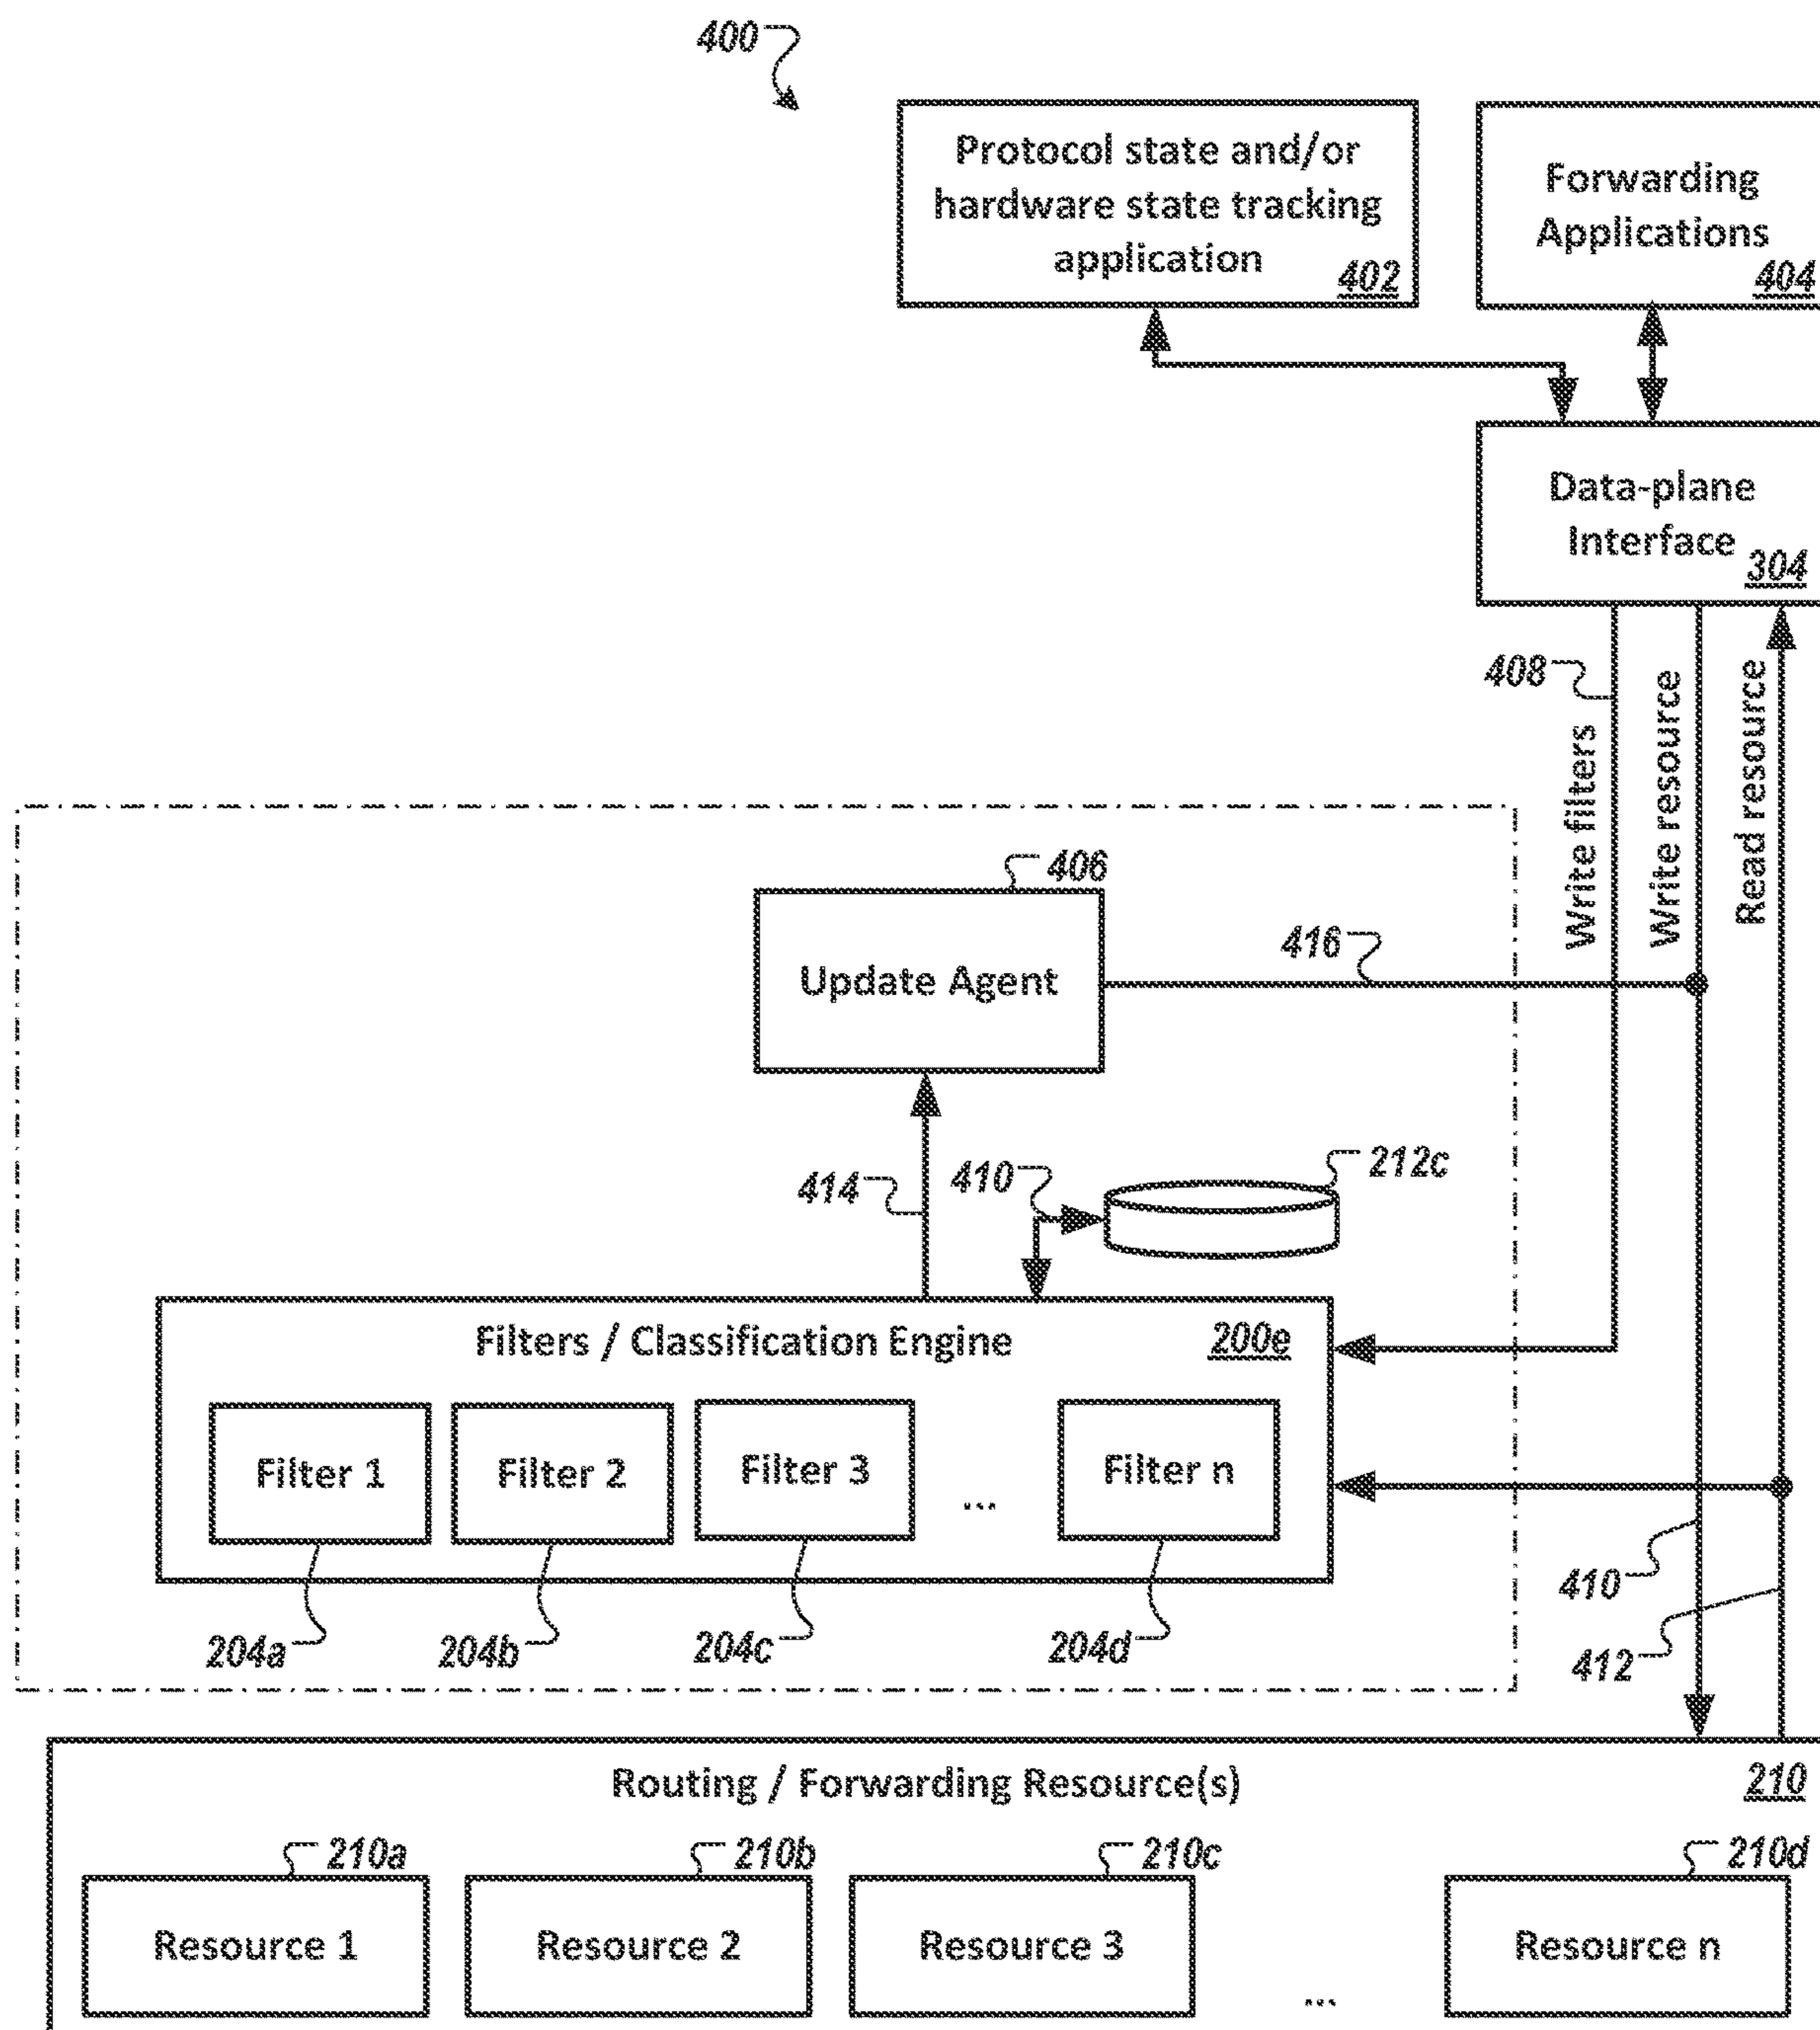 400
Protocol state and/or
hardware state tracking
application
402
Forwarding
Applications
404
Data-plane
Interface
304
408
Write filters
Write resource
Read resource
406
Update Agent
416
414
410
212c
Filters / Classification Engine
200e
Filter 1
Filter 2
Filter 3
...
Filter n
204a
204b
204c
204d
410
412
Routing / Forwarding Resource(s)
210
210a
210b
210c
210d
Resource 1
Resource 2
Resource 3
...
Resource n